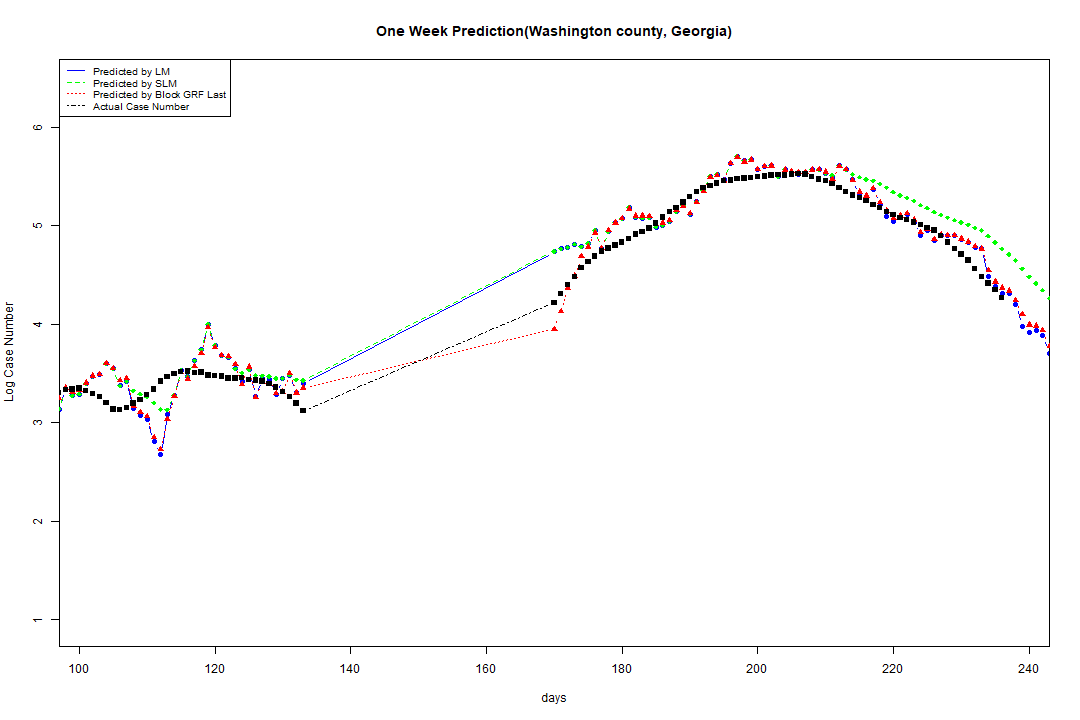 One Week Prediction(Washington county, Georgia)
Predicted by LM
Predicted by SLM
Predicted by Block GRF Last
Actual Case Number
Log Case Number
6
5
4
3
2
1
100 120 140 160 180 200 220 240
days